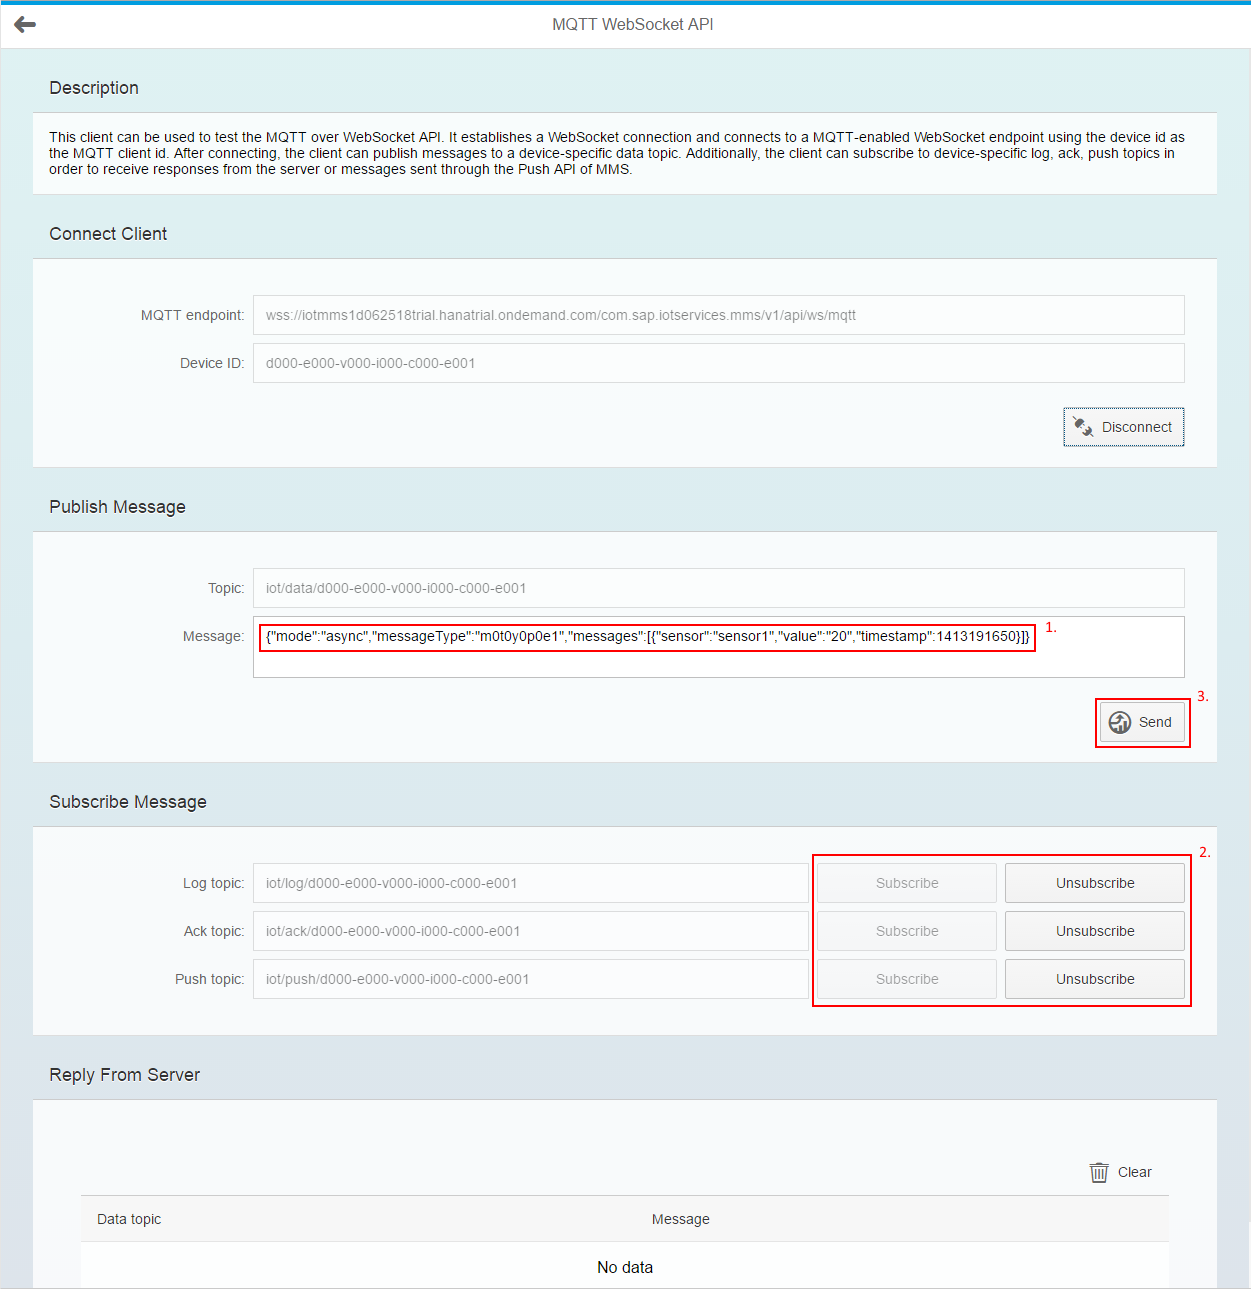 MQTT WebSocket API
Description
This client can be used to test the MQTT over WebSocket API. It establishes a WebSocket connection and connects to a MQTT-enabled WebSocket endpoint using the device id as
the MQTT client id. After connecting, the client can publish messages to a device-specific data topic. Additionally, the client can subscribe to device-specific log, ack, push topics in
order to receive responses from the server or messages sent through the Push API of MMS.
Connect Client
MQTT endpoint: wss://iotmms1d062518trial.hanatrial.ondemand.com/com.sap.iotservices.mms/v1/api/ws/mqtt
Device ID: d000-e000-v000-i000-c000-e001
Disconnect
Publish Message
Topic: iot/data/d000-e000-v000-i000-c000-e001
Message: {"mode":"async","messageType":"m0t0y0p0e1","messages":[{"sensor":"sensor1","value":"20","timestamp":1413191650}]} 1.
3.
Send
Subscribe Message
2.
Log topic: iot/log/d000-e000-v000-i000-c000-e001 Subscribe Unsubscribe
Ack topic: iot/ack/d000-e000-v000-i000-c000-e001 Subscribe Unsubscribe
Push topic: iot/push/d000-e000-v000-i000-c000-e001 Subscribe Unsubscribe
Reply From Server
Clear
Data topic Message
No data